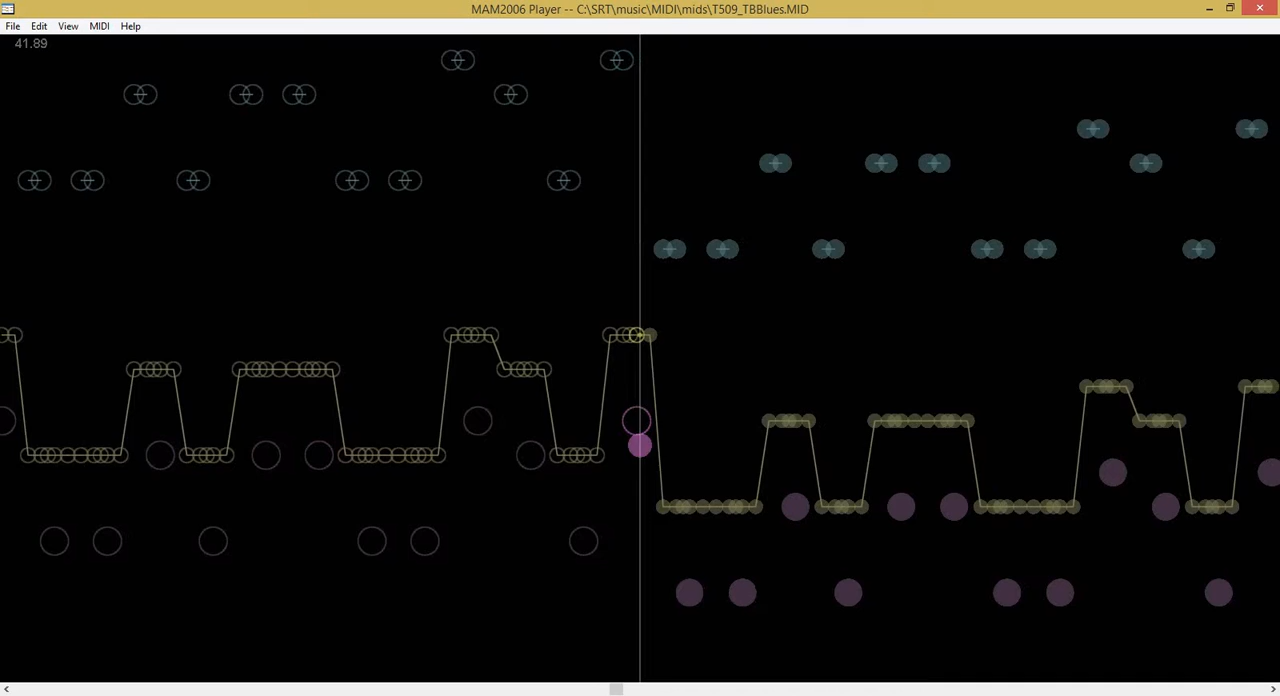 MAM2006 Player -- C:\SRT\music\MIDI\mids\T509_TBBlues.MID
File Edit View MIDI Help
41.89